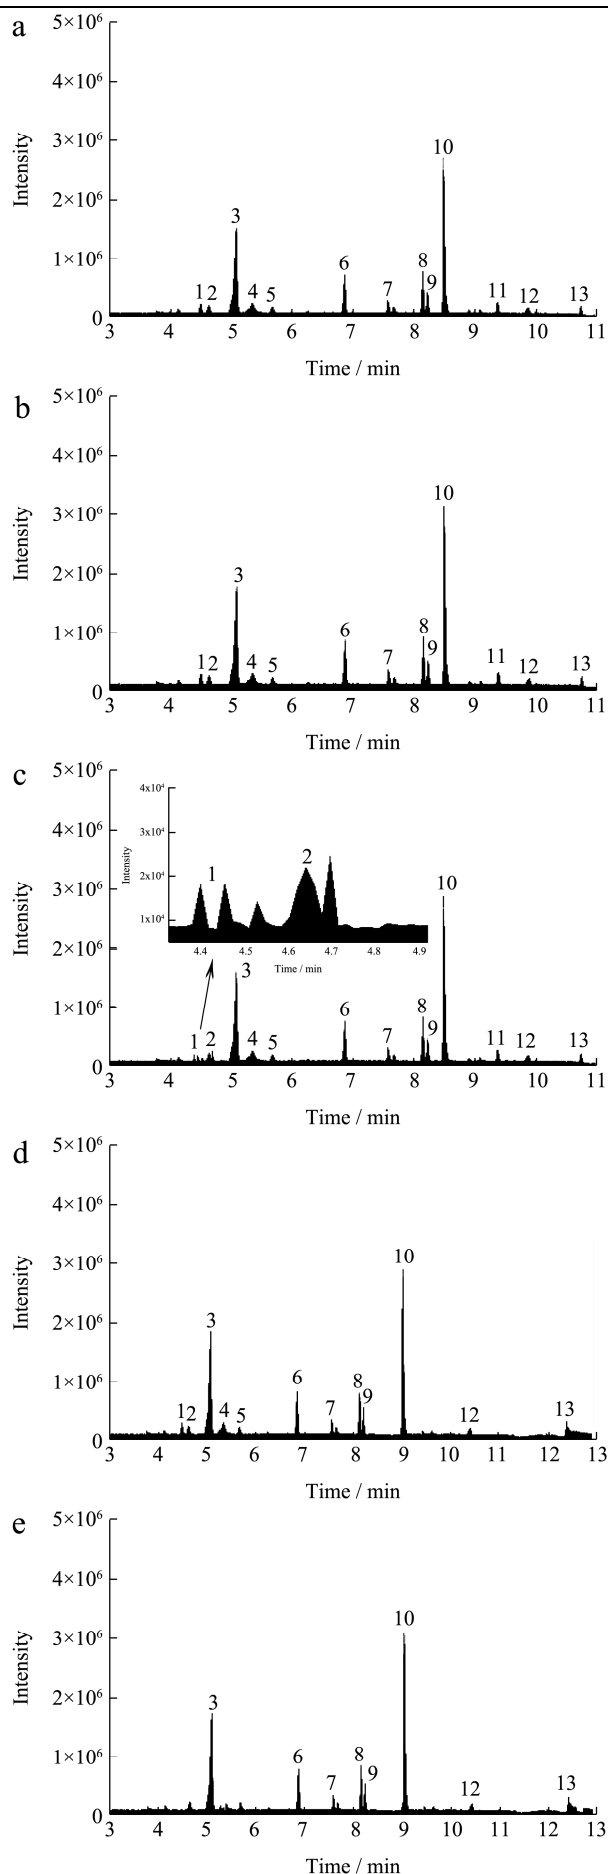 a
5×10⁶
4×10⁶
3×10⁶
2×10⁶
1×10⁶
0
Intensity
1 2 3 4 5 6 7 8 9 10 11 12 13
3 4 5 6 7 8 9 10 11
Time / min
b
5×10⁶
4×10⁶
3×10⁶
2×10⁶
1×10⁶
0
Intensity
1 2 3 4 5 6 7 8 9 10 11 12 13
3 4 5 6 7 8 9 10 11
Time / min
c
5×10⁶
4×10⁶
3×10⁶
2×10⁶
1×10⁶
0
Intensity
4x10⁴
3x10⁴
2x10⁴
1x10⁴
Intensity
1 2
4.4 4.5 4.6 4.7 4.8 4.9
Time / min
1 2 3 4 5 6 7 8 9 10 11 12 13
3 4 5 6 7 8 9 10 11
Time / min
d
5×10⁶
4×10⁶
3×10⁶
2×10⁶
1×10⁶
0
Intensity
1 2 3 4 5 6 7 8 9 10 12 13
3 4 5 6 7 8 9 10 11 12 13
Time / min
e
5×10⁶
4×10⁶
3×10⁶
2×10⁶
1×10⁶
0
Intensity
3 6 7 8 9 10 12 13
3 4 5 6 7 8 9 10 11 12 13
Time / min